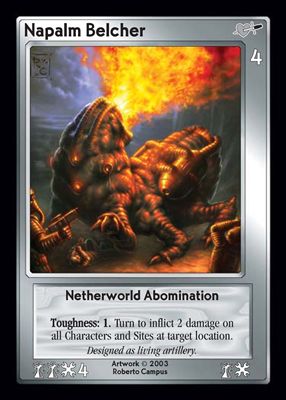 Napalm Belcher
4
Netherworld Abomination
Toughness: 1. Turn to inflict 2 damage on
all Characters and Sites at target location.
Designed as living artillery.
4
Artwork © 2003
Roberto Campus